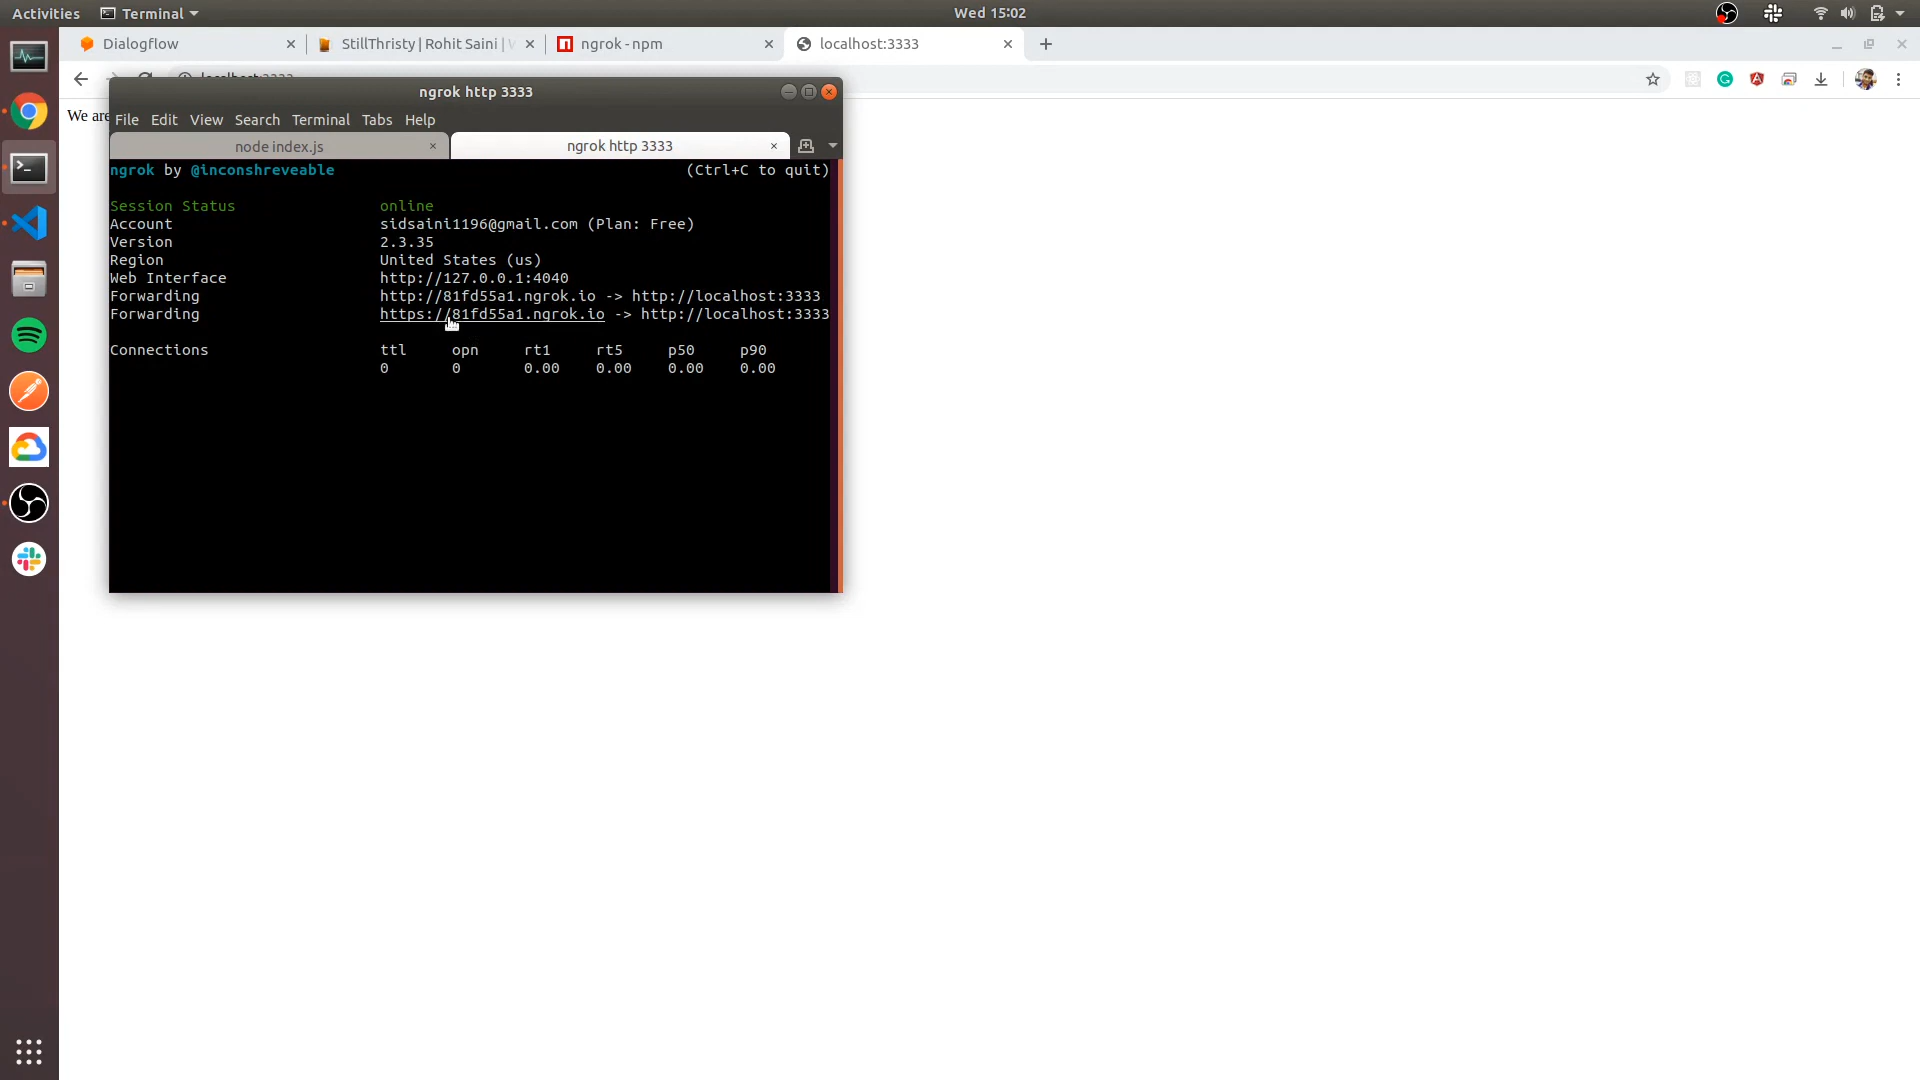 Activities Terminal Wed 15:02
Dialogflow StillThristy | Rohit Saini | ngrok - npm localhost:3333
localhost:3333
ngrok http 3333
We are
File Edit View Search Terminal Tabs Help
node index.js ngrok http 3333
ngrok by @inconshreveable (Ctrl+C to quit)
Session Status online
Account sidsaini1196@gmail.com (Plan: Free)
Version 2.3.35
Region United States (us)
Web Interface http://127.0.0.1:4040
Forwarding http://81fd55a1.ngrok.io -> http://localhost:3333
Forwarding https://81fd55a1.ngrok.io -> http://localhost:3333
Connections ttl opn rt1 rt5 p50 p90
0 0 0.00 0.00 0.00 0.00